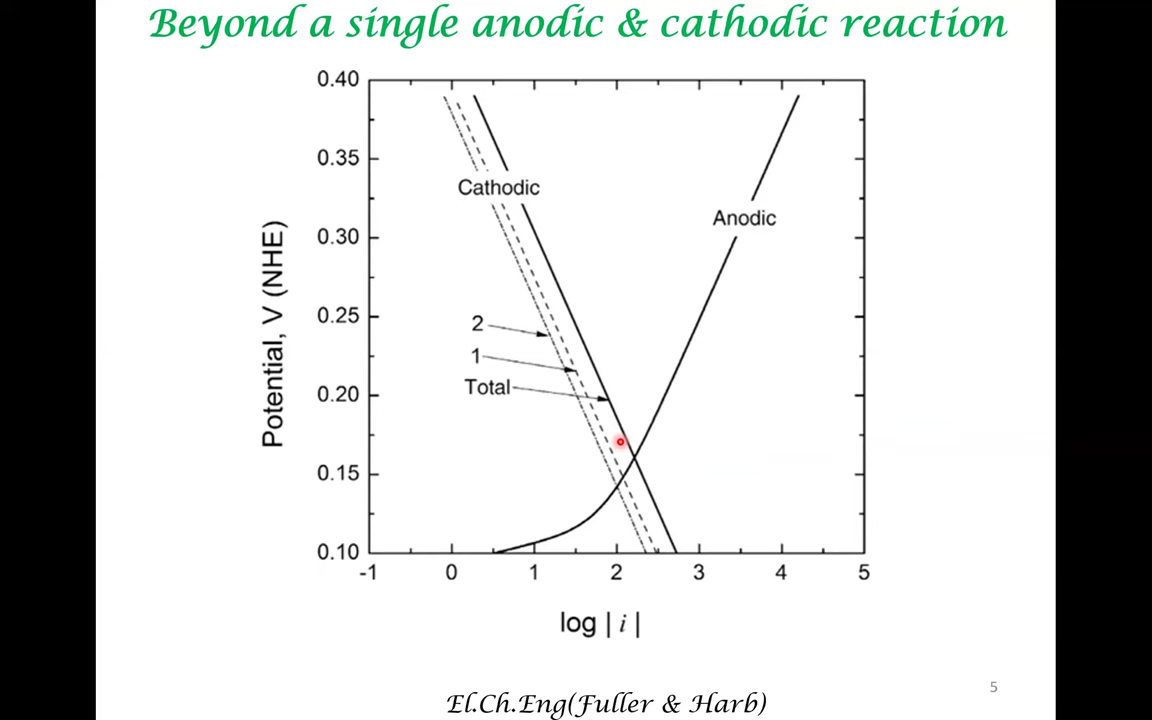 Beyond a single anodic & cathodic reaction
0.40
0.35
Cathodic
Anodic
0.30
Potential, V (NHE)
0.25
2
1
Total
0.20
0.15
0.10
-1 0 1 2 3 4 5
log | i |
5
El.Ch.Eng(Fuller & Harb)